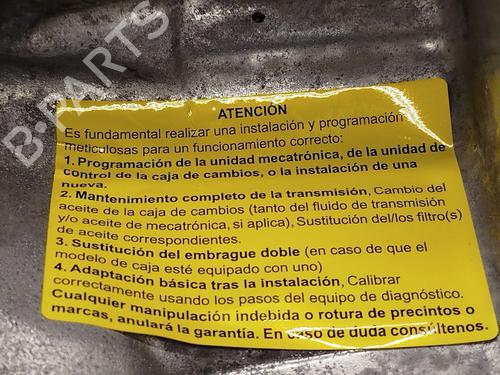 B-PARTS
ATENCIÓN
Es fundamental realizar una instalación y programación
meticulosas para un funcionamiento correcto:
1. Programación de la unidad mecatrónica, de la unidad de
control de la caja de cambios, o la instalación de una
nueva.
2. Mantenimiento completo de la transmisión, Cambio del
aceite de la caja de cambios (tanto del fluido de transmisión
y/o aceite de mecatrónica, si aplica), Sustitución del/los filtro(s)
de aceite correspondientes.
3. Sustitución del embrague doble (en caso de que el
modelo de caja esté equipado con uno)
4. Adaptación básica tras la instalación, Calibrar
correctamente usando los pasos del equipo de diagnóstico.
Cualquier manipulación indebida o rotura de precintos o
marcas, anulará la garantía. En caso de duda consúltenos.